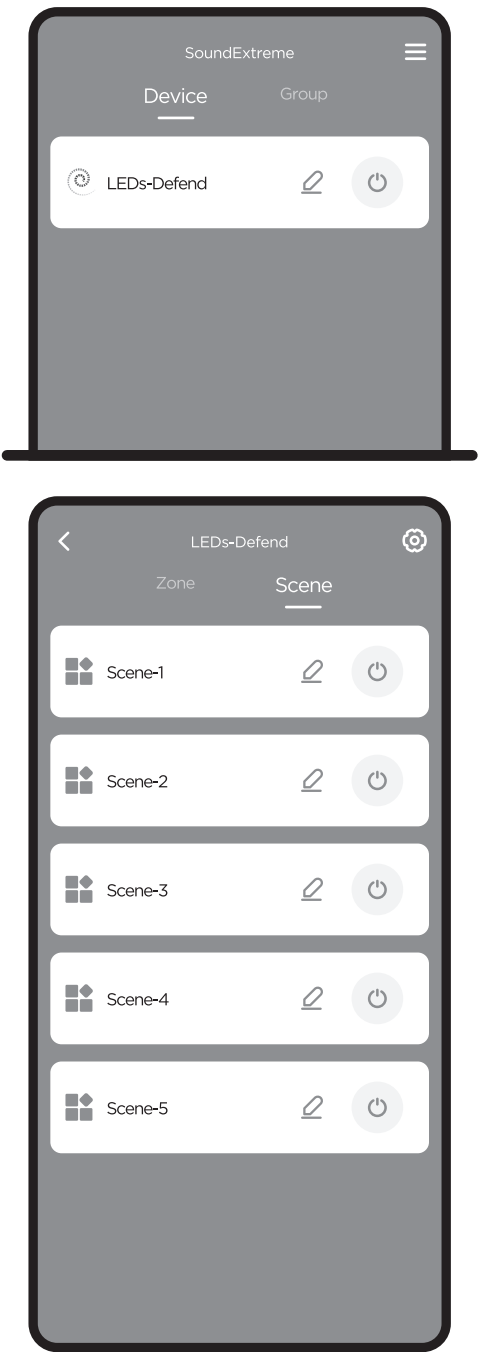 SoundExtreme
Device Group
LEDs-Defend
LEDs-Defend
Zone Scene
Scene-1
Scene-2
Scene-3
Scene-4
Scene-5